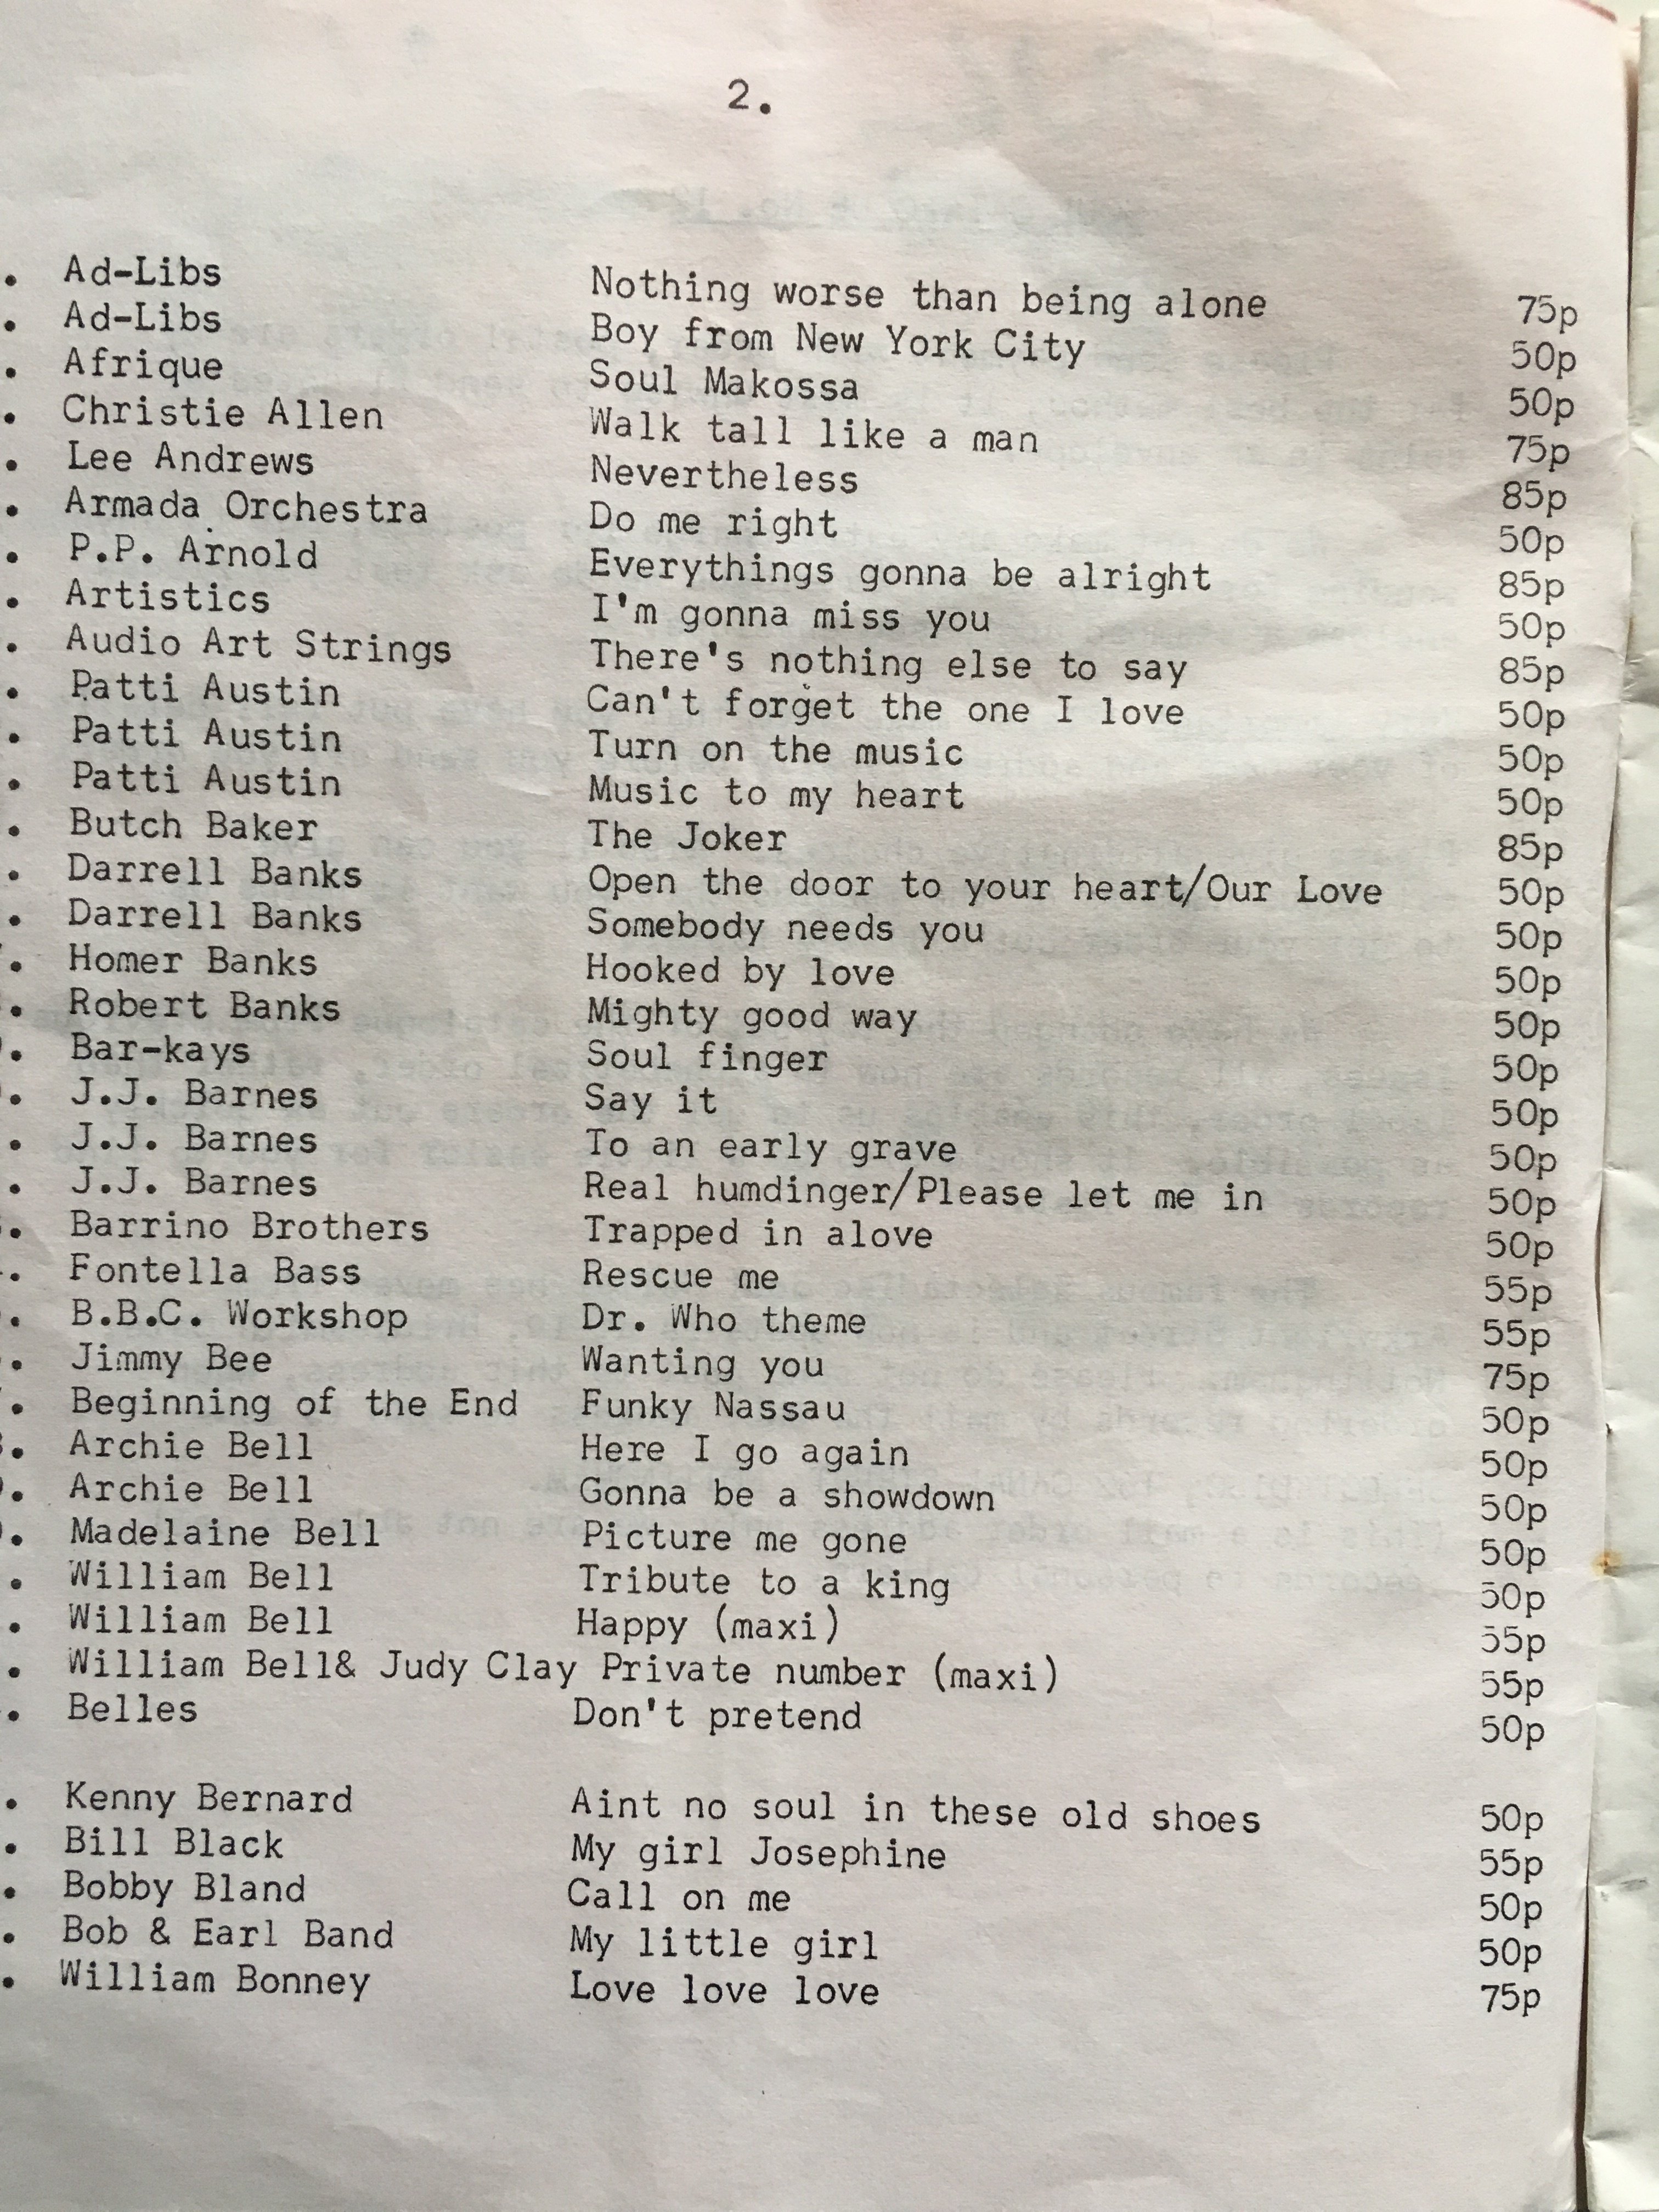 2.
. Ad-Libs Nothing worse than being alone 75p
. Ad-Libs Boy from New York City 50p
. Afrique Soul Makossa 50p
. Christie Allen Walk tall like a man 75p
. Lee Andrews Nevertheless 85p
. Armada Orchestra Do me right 50p
. P.P. Arnold Everythings gonna be alright 85p
. Artistics I'm gonna miss you 50p
. Audio Art Strings There's nothing else to say 85p
. Patti Austin Can't forget the one I love 50p
. Patti Austin Turn on the music 50p
. Patti Austin Music to my heart 50p
. Butch Baker The Joker 85p
. Darrell Banks Open the door to your heart/Our Love 50p
. Darrell Banks Somebody needs you 50p
. Homer Banks Hooked by love 50p
. Robert Banks Mighty good way 50p
. Bar-kays Soul finger 50p
. J.J. Barnes Say it 50p
. J.J. Barnes To an early grave 50p
. J.J. Barnes Real humdinger/Please let me in 50p
. Barrino Brothers Trapped in alove 50p
. Fontella Bass Rescue me 55p
. B.B.C. Workshop Dr. Who theme 55p
. Jimmy Bee Wanting you 75p
. Beginning of the End Funky Nassau 50p
. Archie Bell Here I go again 50p
. Archie Bell Gonna be a showdown 50p
. Madelaine Bell Picture me gone 50p
. William Bell Tribute to a king 50p
. William Bell Happy (maxi) 55p
. William Bell& Judy Clay Private number (maxi) 55p
. Belles Don't pretend 50p
. Kenny Bernard Aint no soul in these old shoes 50p
. Bill Black My girl Josephine 55p
. Bobby Bland Call on me 50p
. Bob & Earl Band My little girl 50p
. William Bonney Love love love 75p